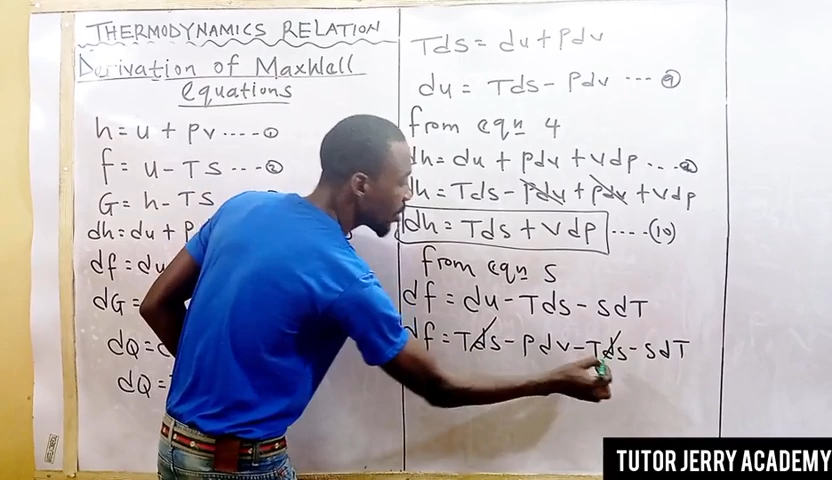 THERMODYNAMICS RELATION
Derivation of Maxwell
equations
h = u + pv ---- ①
f = u - TS --- ②
G = h - TS
dh = du + P
df = du
dG =
dQ =
dQ =
Tds = du + Pdv
du = Tds - Pdv --- ⑨
from eqn 4
dh = du + pdv + vdp ...
dh = Tds - pdv + pdv + vdp
dh = Tds + vdp ---- (10)
from eqn 5
df = du - Tds - sdT
df = Tds - pdv - Tds - sdT
TUTOR JERRY ACADEMY